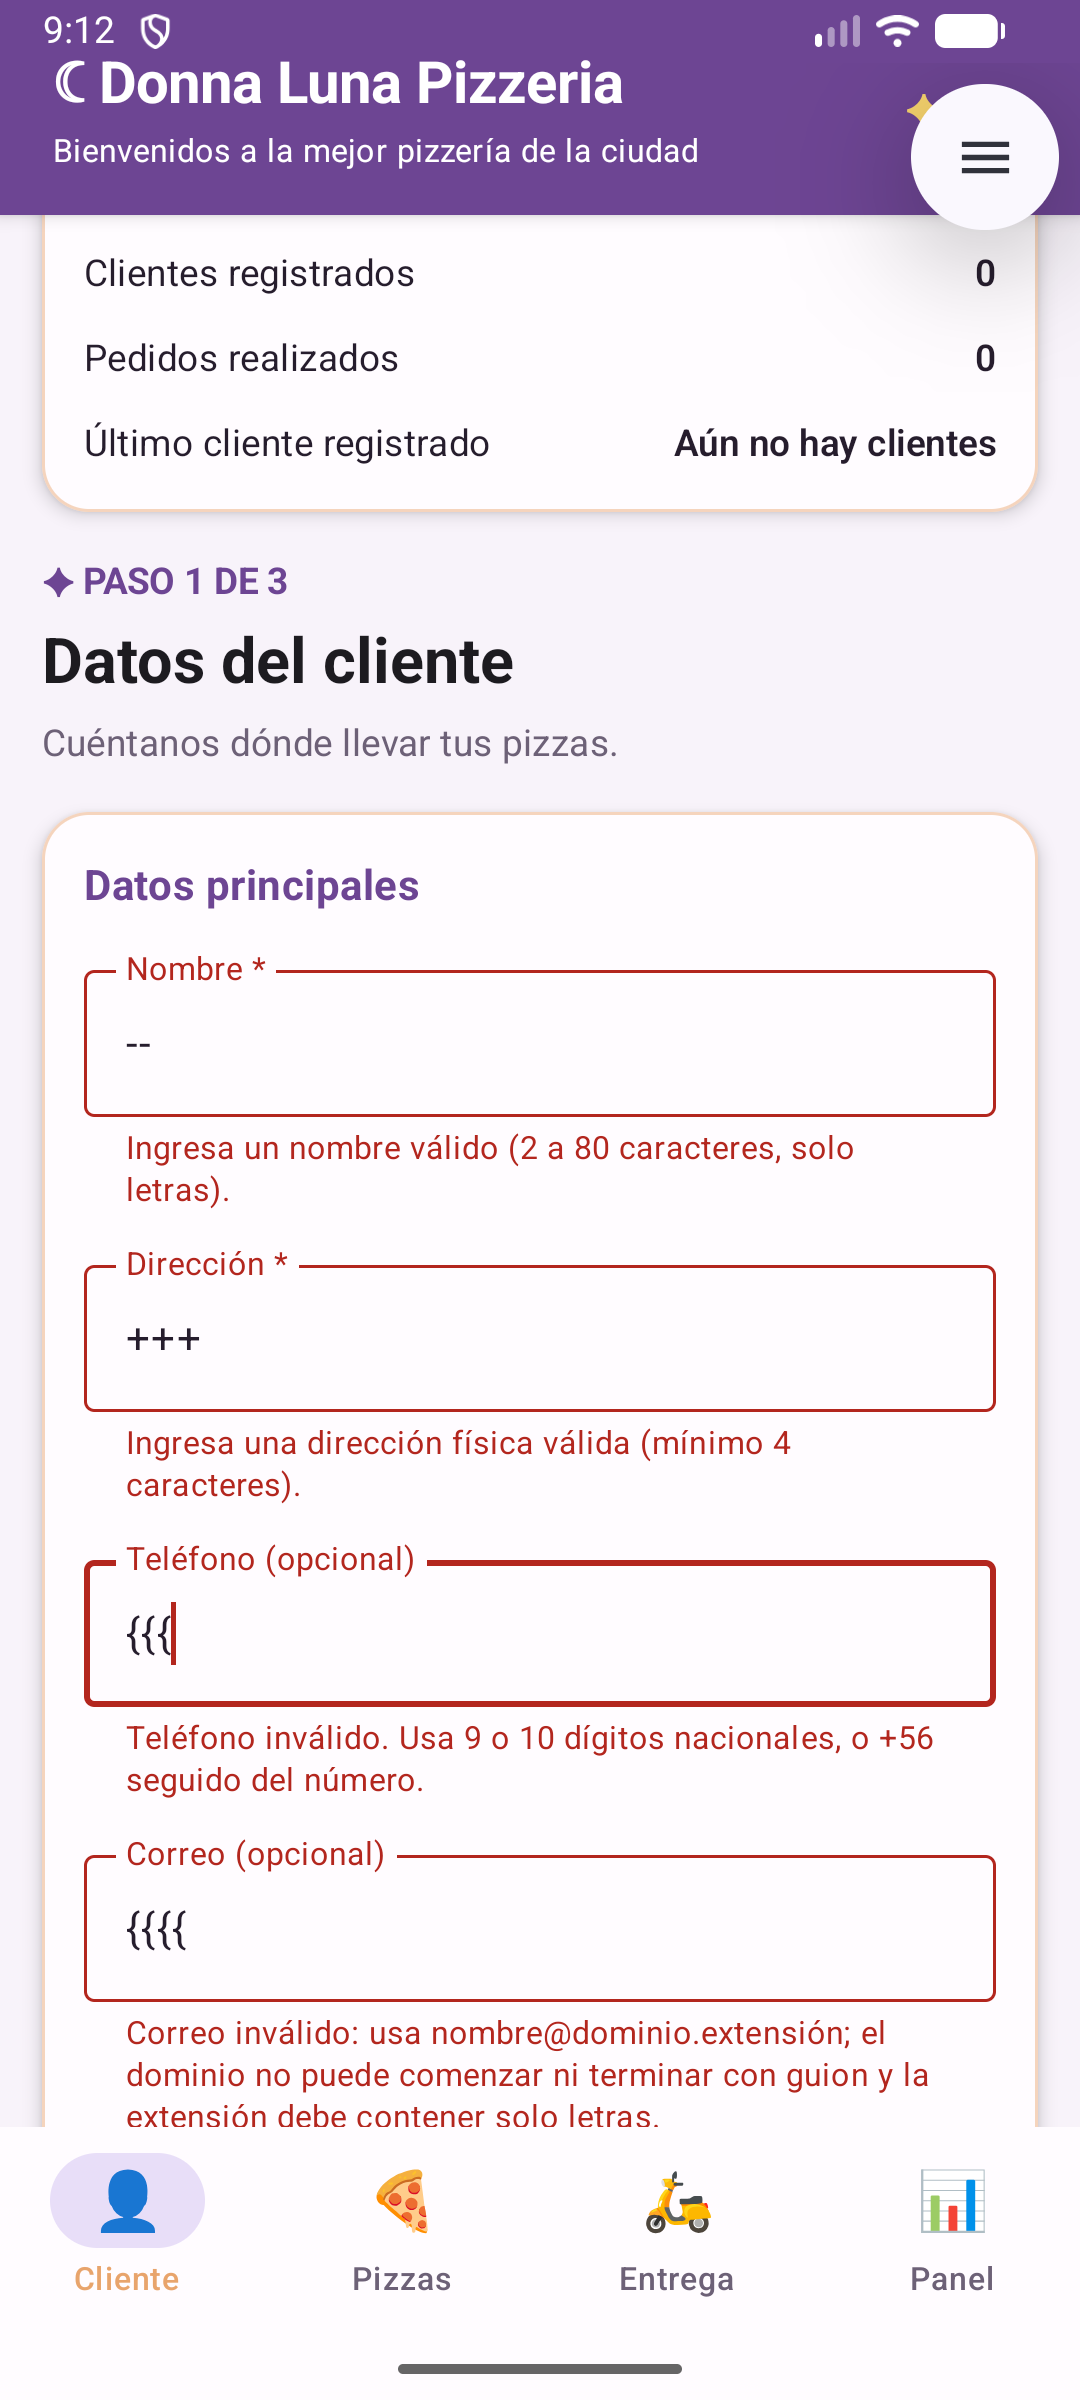 9:12
Donna Luna Pizzeria
Bienvenidos a la mejor pizzería de la ciudad
Clientes registrados 0
Pedidos realizados 0
Último cliente registrado Aún no hay clientes
PASO 1 DE 3
Datos del cliente
Cuéntanos dónde llevar tus pizzas.
Datos principales
Nombre *
--
Ingresa un nombre válido (2 a 80 caracteres, solo
letras).
Dirección *
+++
Ingresa una dirección física válida (mínimo 4
caracteres).
Teléfono (opcional)
{{{
Teléfono inválido. Usa 9 o 10 dígitos nacionales, o +56
seguido del número.
Correo (opcional)
{{{{
Correo inválido: usa nombre@dominio.extensión; el
dominio no puede comenzar ni terminar con guion y la
extensión debe contener solo letras.
Cliente Pizzas Entrega Panel